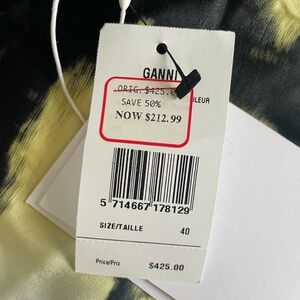 GANNI
ORIG. $425.0
SAVE 50%
NOW $212.99
5 714667 178129
SIZE/TAILLE 40
Price/Prix $425.00